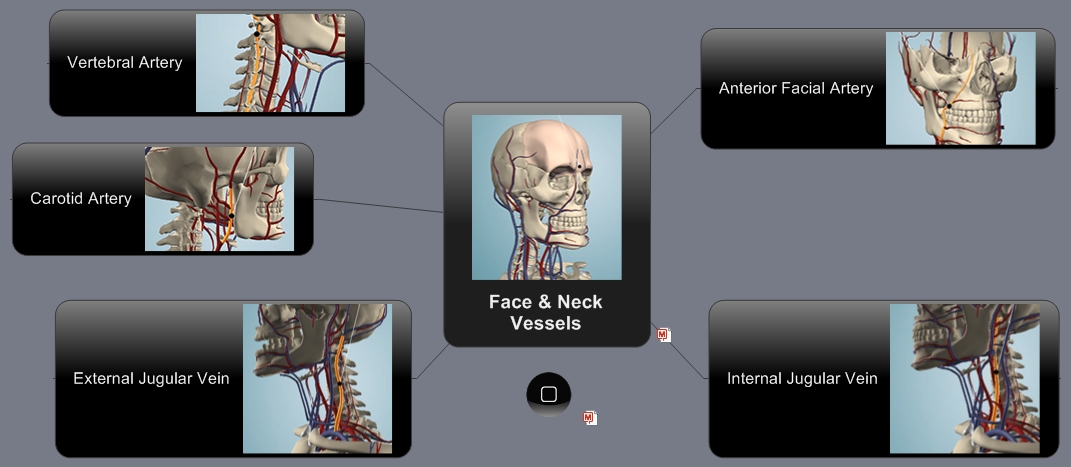 Vertebral Artery
Anterior Facial Artery
Carotid Artery
Face & Neck
Vessels
External Jugular Vein
Internal Jugular Vein
M
M